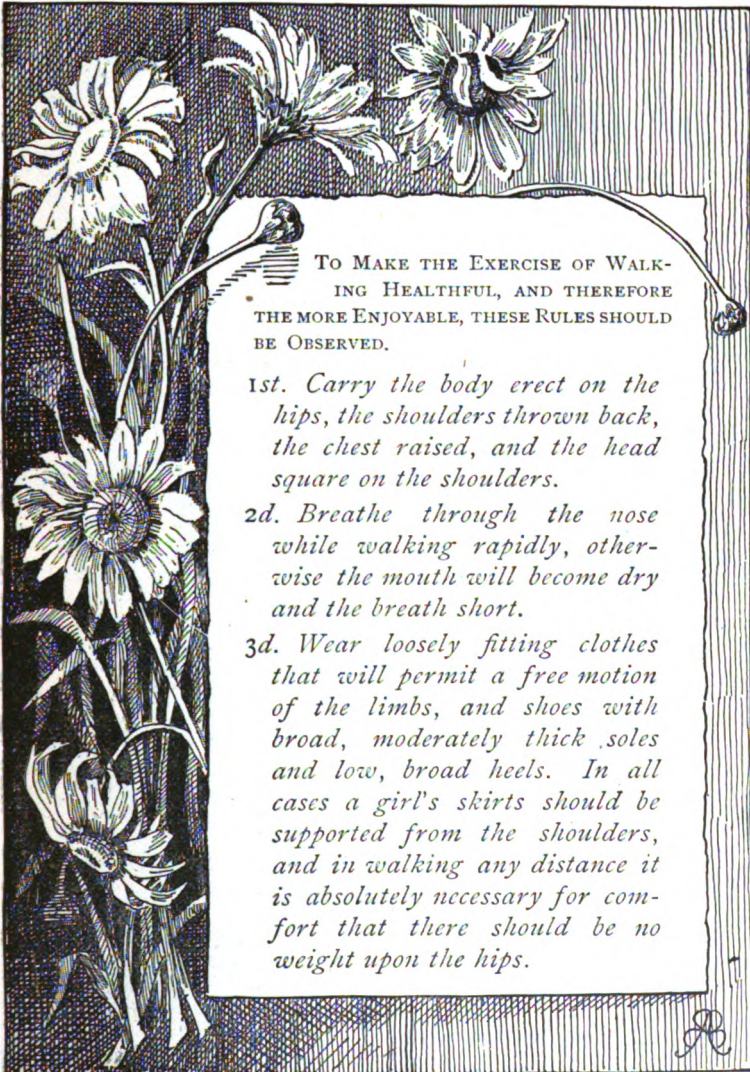 To Make the Exercise of Walk-
ing Healthful, and therefore
the more Enjoyable, these Rules should
be Observed.
1st. Carry the body erect on the
hips, the shoulders thrown back,
the chest raised, and the head
square on the shoulders.
2d. Breathe through the nose
while walking rapidly, other-
wise the mouth will become dry
and the breath short.
3d. Wear loosely fitting clothes
that will permit a free motion
of the limbs, and shoes with
broad, moderately thick soles
and low, broad heels. In all
cases a girl's skirts should be
supported from the shoulders,
and in walking any distance it
is absolutely necessary for com-
fort that there should be no
weight upon the hips.